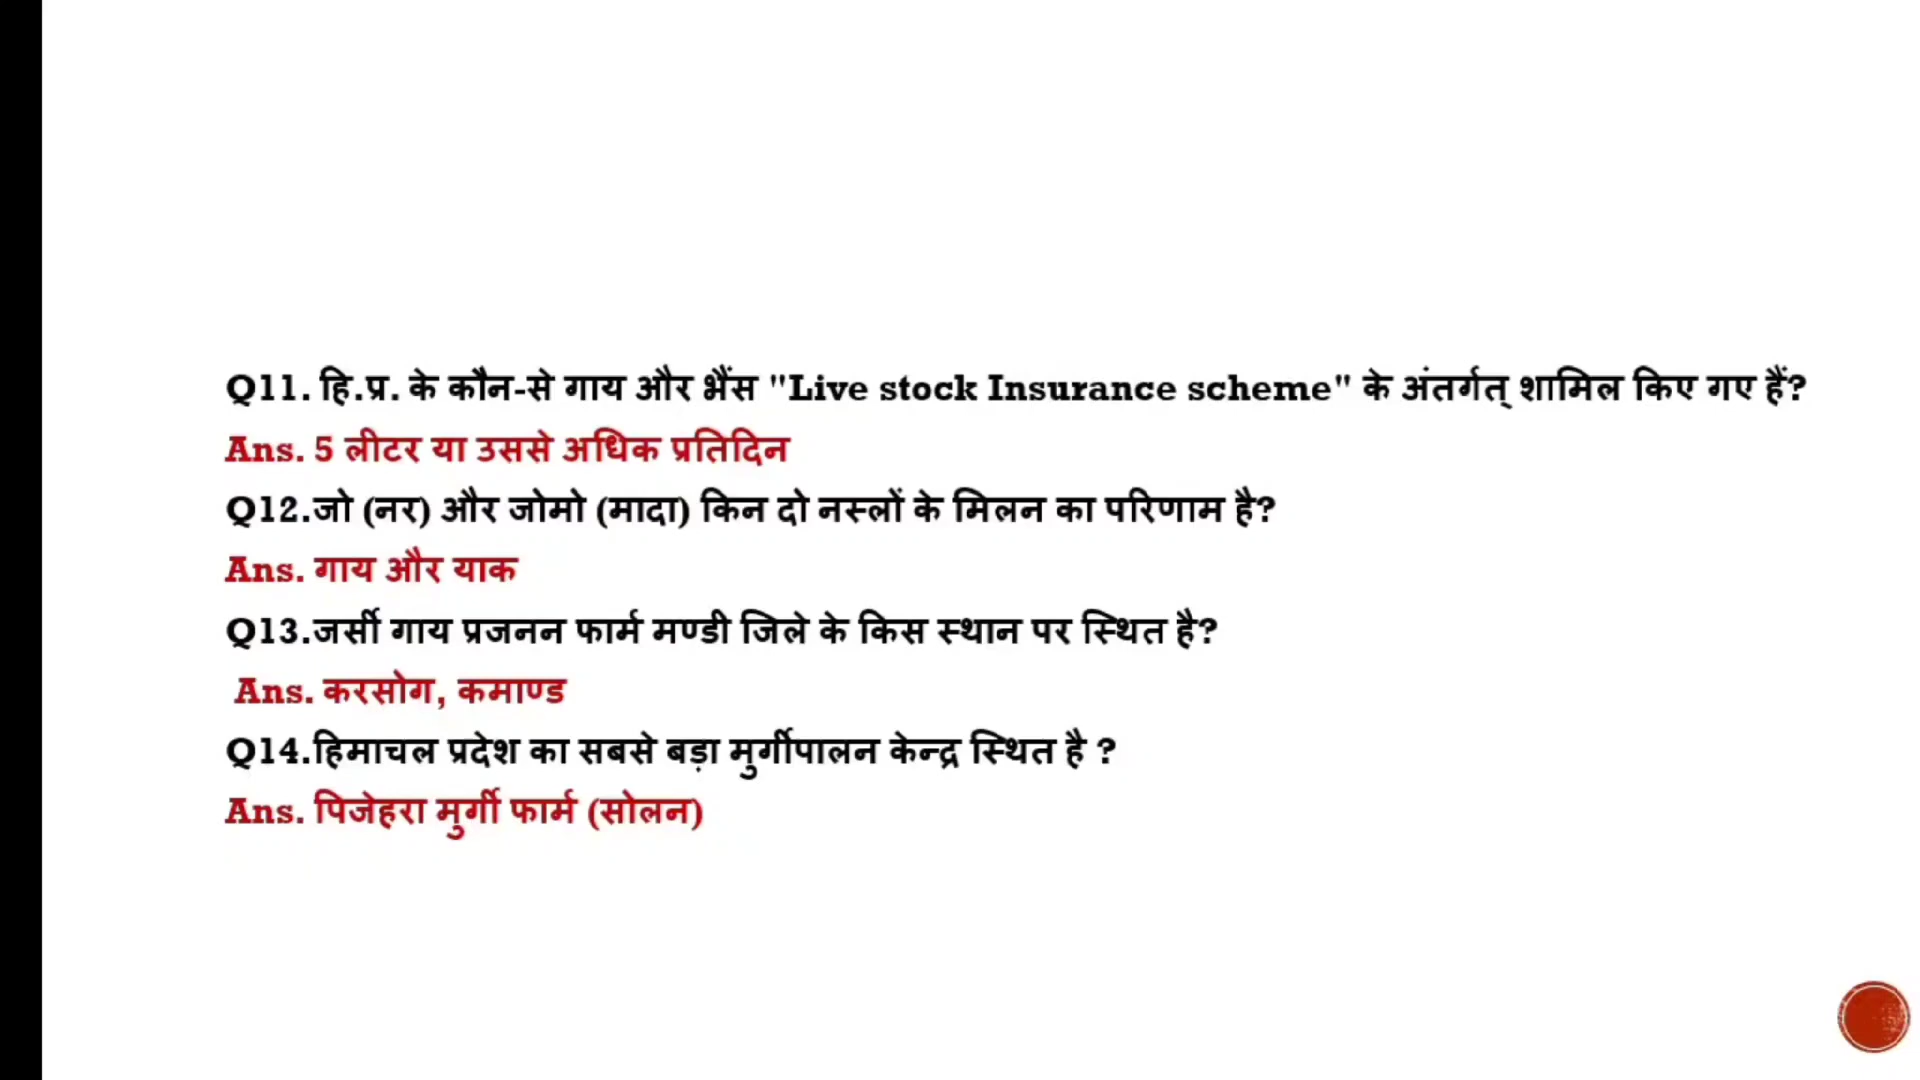 Q11. हि.प्र. के कौन-से गाय और भैंस "Live stock Insurance scheme" के अंतर्गत् शामिल किए गए हैं?
Ans. 5 लीटर या उससे अधिक प्रतिदिन
Q12.जो (नर) और जोमो (मादा) किन दो नस्लों के मिलन का परिणाम है?
Ans. गाय और याक
Q13.जर्सी गाय प्रजनन फार्म मण्डी जिले के किस स्थान पर स्थित है?
Ans. करसोग, कमाण्ड
Q14.हिमाचल प्रदेश का सबसे बड़ा मुर्गीपालन केन्द्र स्थित है ?
Ans. पिजेहरा मुर्गी फार्म (सोलन)